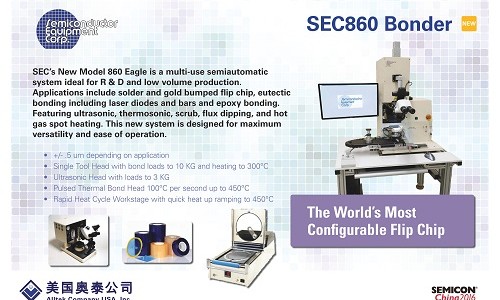 Semiconductor
Equipment
Corp.
SEC860 Bonder
NEW
SEC's New Model 860 Eagle is a multi-use semiautomatic
system ideal for R & D and low volume production.
Applications include solder and gold bumped flip chip, eutectic
bonding including laser diodes and bars and epoxy bonding.
Featuring ultrasonic, thermosonic, scrub, flux dipping, and hot
gas spot heating. This new system is designed for maximum
versatility and ease of operation.
• +/- .5 um depending on application
• Single Tool Head with bond loads to 10 KG and heating to 300°C
• Ultrasonic Head with loads to 3 KG
• Pulsed Thermal Bond Head 100°C per second up to 450°C
• Rapid Heat Cycle Workstage with quick heat up ramping to 450°C
The World's Most
Configurable Flip Chip
美国奥泰公司
Alltek Company USA, Inc
SEMICON
China2016